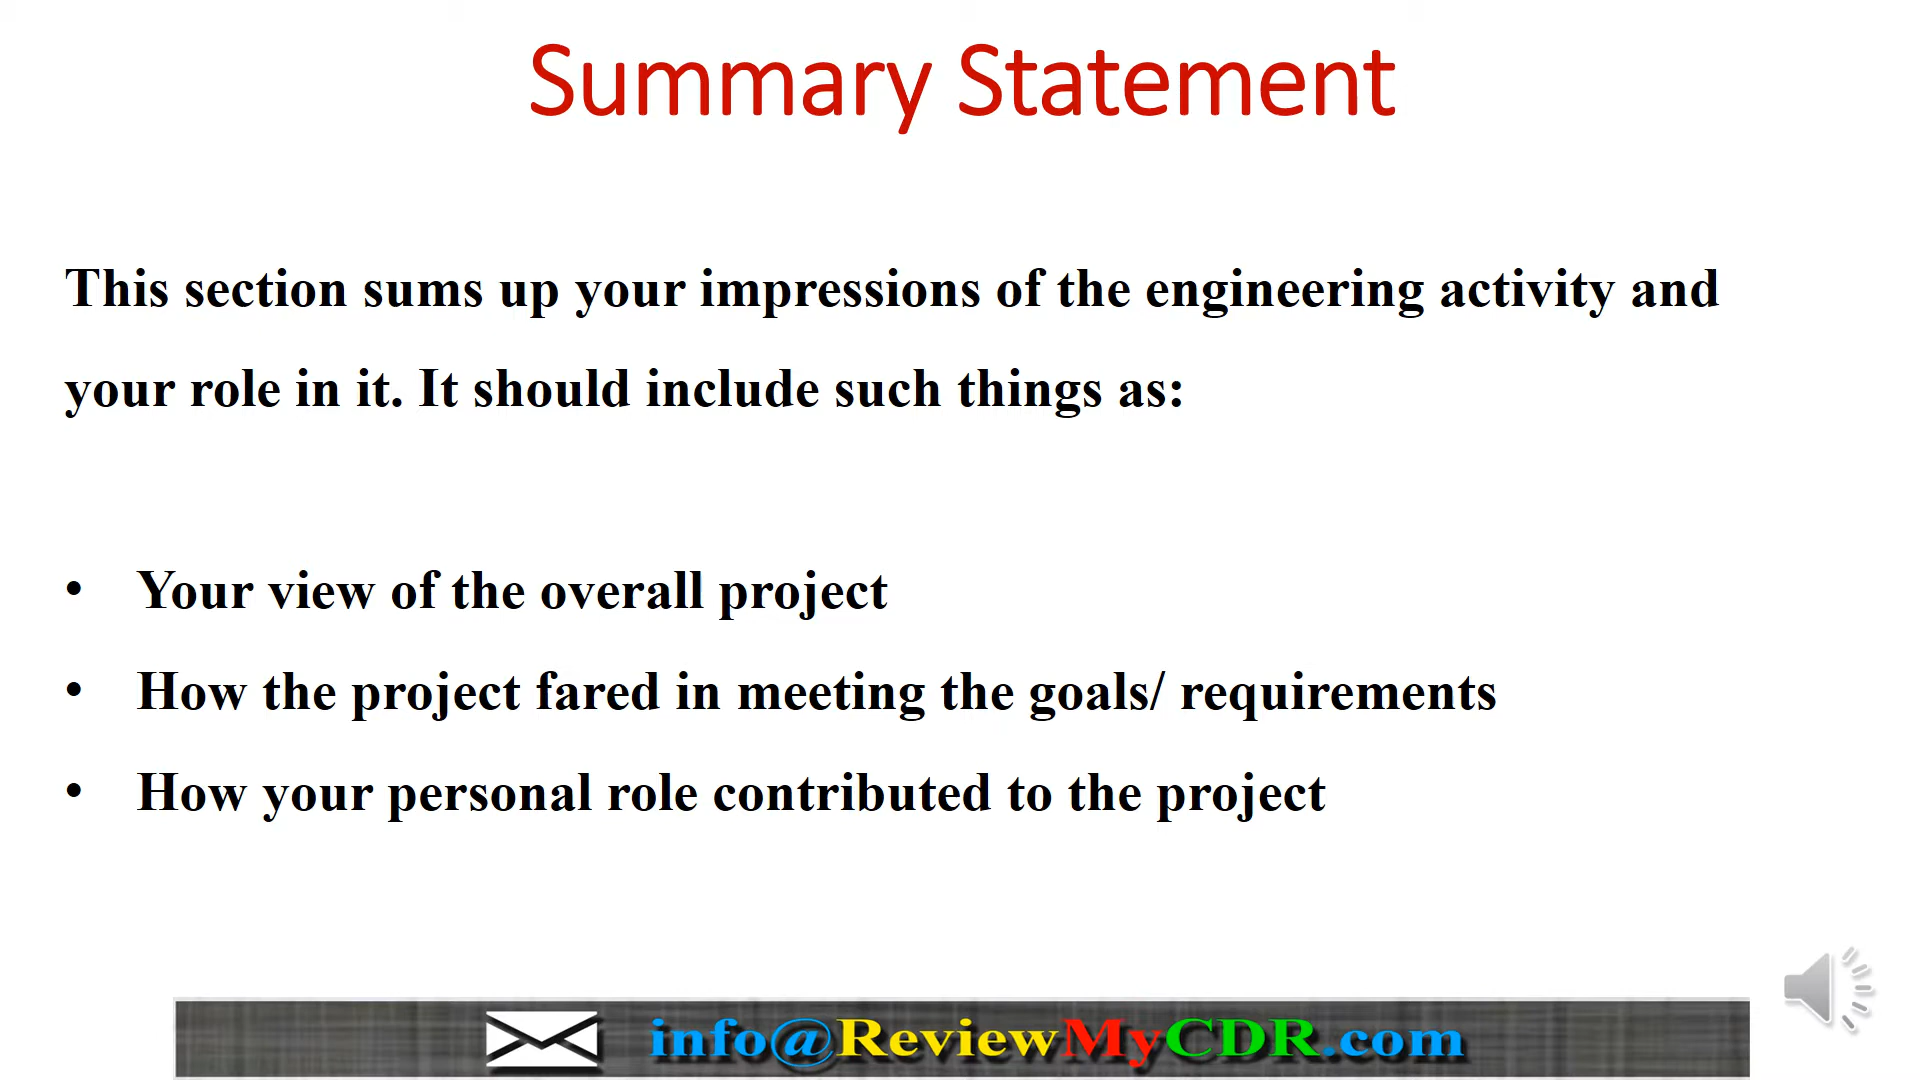 Summary Statement
This section sums up your impressions of the engineering activity and
your role in it. It should include such things as:
• Your view of the overall project
• How the project fared in meeting the goals/ requirements
• How your personal role contributed to the project
info@ReviewMyCDR.com